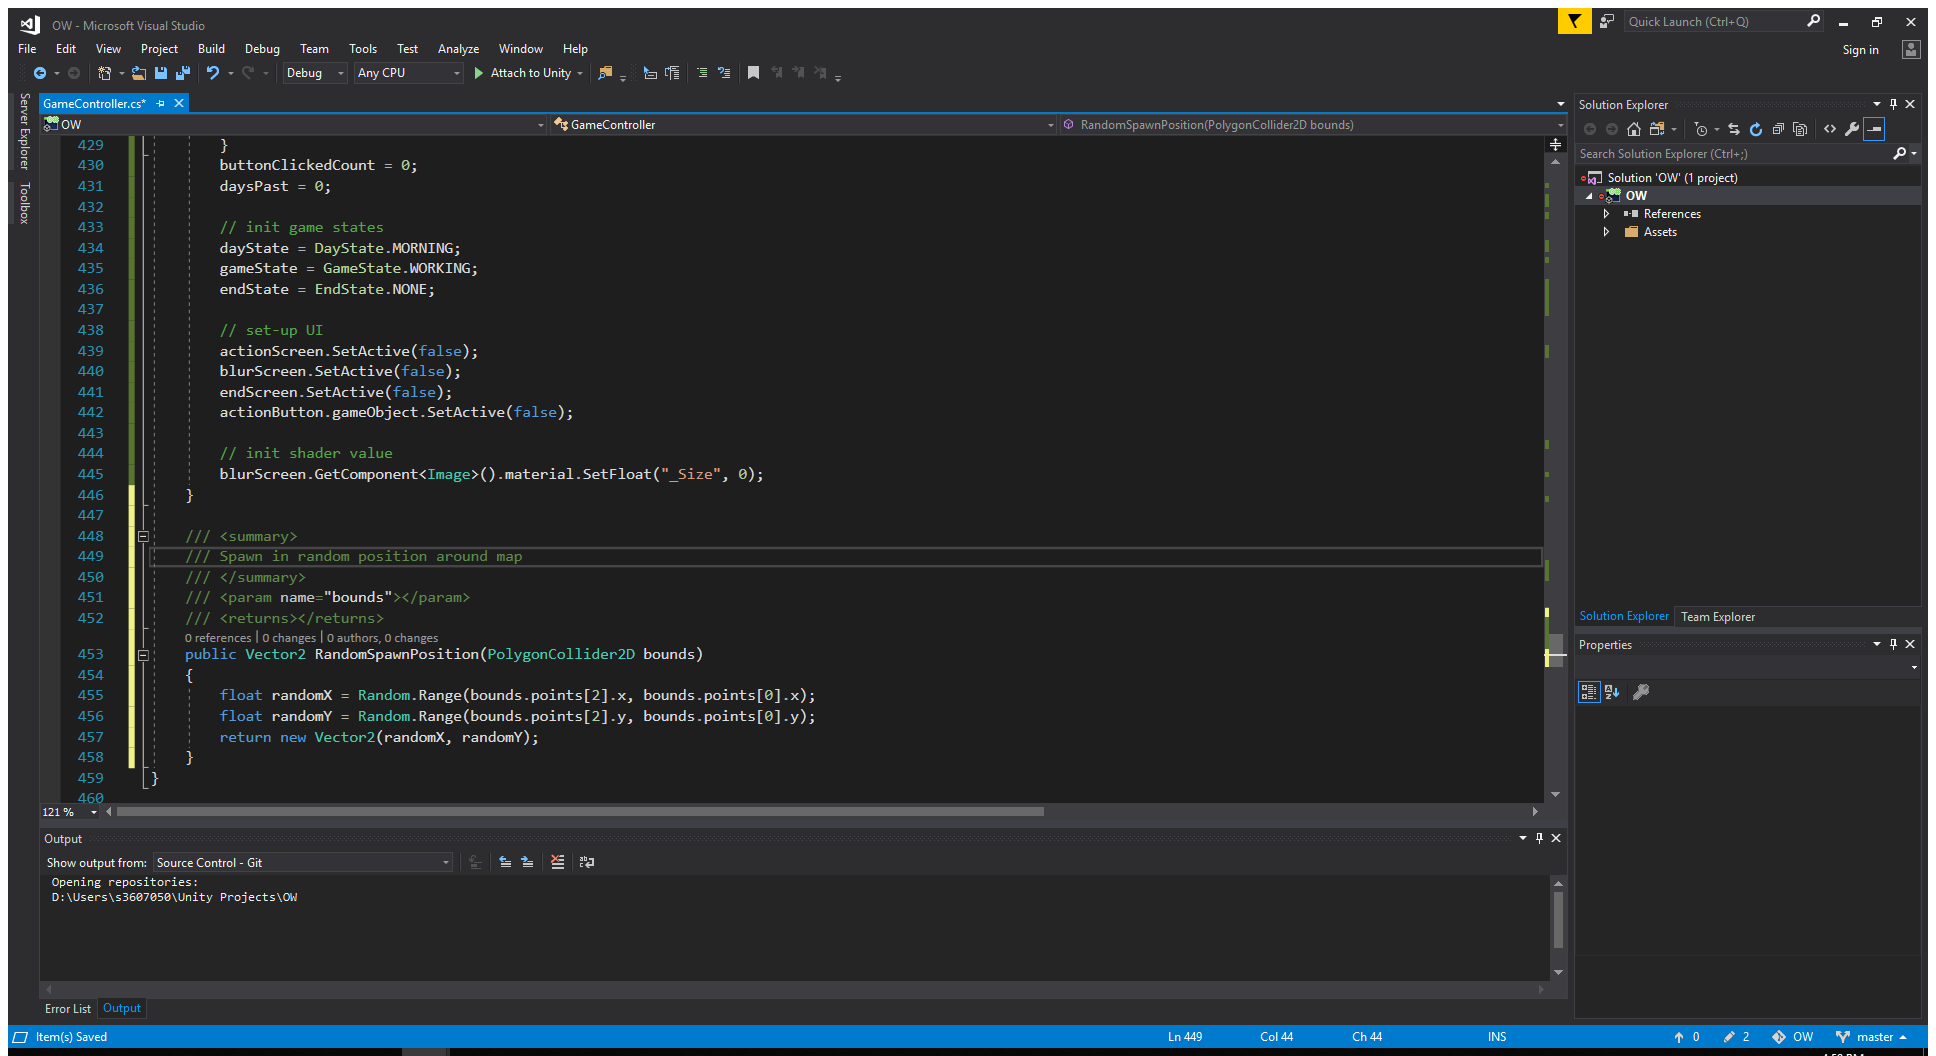 OW - Microsoft Visual Studio
Quick Launch (Ctrl+Q)
File Edit View Project Build Debug Team Tools Test Analyze Window Help
Sign in
Debug Any CPU Attach to Unity
Server Explorer
Toolbox
GameController.cs*
OW GameController RandomSpawnPosition(PolygonCollider2D bounds)
429 }
430 buttonClickedCount = 0;
431 daysPast = 0;
432
433 // init game states
434 dayState = DayState.MORNING;
435 gameState = GameState.WORKING;
436 endState = EndState.NONE;
437
438 // set-up UI
439 actionScreen.SetActive(false);
440 blurScreen.SetActive(false);
441 endScreen.SetActive(false);
442 actionButton.gameObject.SetActive(false);
443
444 // init shader value
445 blurScreen.GetComponent<Image>().material.SetFloat("_Size", 0);
446 }
447
448 /// <summary>
449 /// Spawn in random position around map
450 /// </summary>
451 /// <param name="bounds"></param>
452 /// <returns></returns>
0 references | 0 changes | 0 authors, 0 changes
453 public Vector2 RandomSpawnPosition(PolygonCollider2D bounds)
454 {
455 float randomX = Random.Range(bounds.points[2].x, bounds.points[0].x);
456 float randomY = Random.Range(bounds.points[2].y, bounds.points[0].y);
457 return new Vector2(randomX, randomY);
458 }
459 }
460
121 %
Output
Show output from: Source Control - Git
Opening repositories:
D:\Users\s3607050\Unity Projects\OW
Error List Output
Solution Explorer
Search Solution Explorer (Ctrl+;)
Solution 'OW' (1 project)
OW
References
Assets
Solution Explorer Team Explorer
Properties
Item(s) Saved Ln 449 Col 44 Ch 44 INS 0 2 OW master